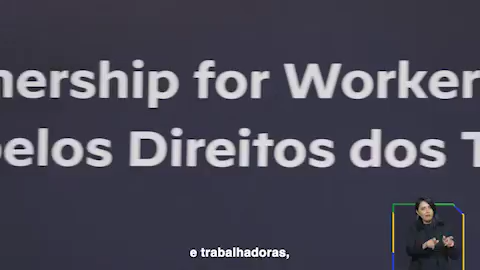 nership for Worker
pelos Direitos dos T
e trabalhadoras,